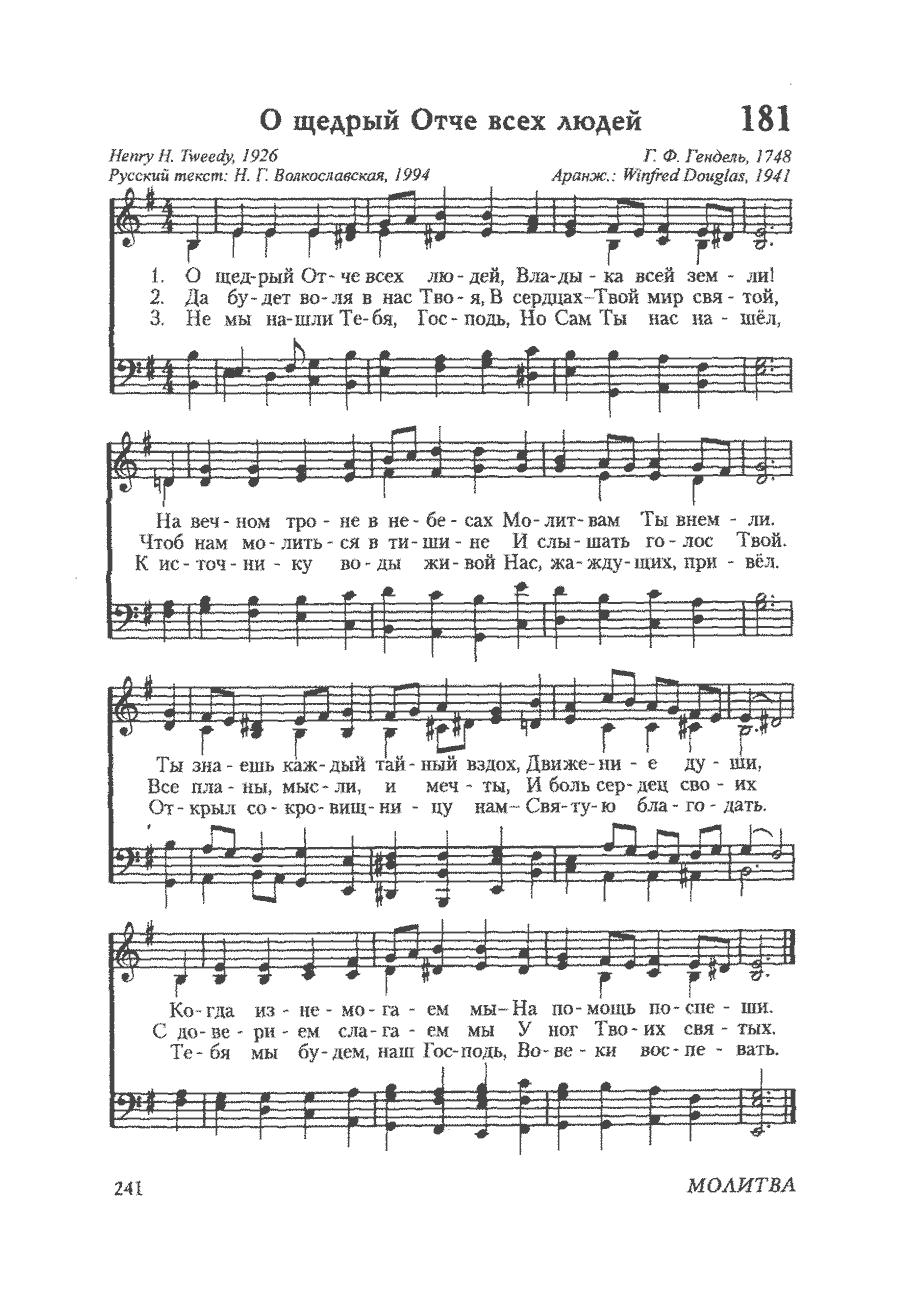 О щедрый Отче всех людей 181
Henry H. Tweedy, 1926 Г. Ф. Гендель, 1748
Русский текст: Н. Г. Волкославская, 1994 Аранж.: Winfred Douglas, 1941
1. О щед-рый От- че всех лю - дей, Вла-ды - ка всей зем - ли!
2. Да бу-дет во-ля в нас Тво - я, В сердцах–Твой мир свя - той,
3. Не мы на-шли Те-бя, Гос - подь, Но Сам Ты нас на - шёл,
На веч - ном тро - не в не - бе - сах Мо- лит- вам Ты внем - ли.
Чтоб нам мо - лить - ся в ти - ши - не И слы - шать го - лос Твой.
К ис - точ - ни - ку во - ды жи- вой Нас, жа- жду- щих, при - вёл.
Ты зна - ешь каж- дый тай - ный вздох, Движе- ни - е ду - ши,
Все пла - ны, мыс - ли, и меч - ты, И боль сер- дец сво - их
От - крыл со - кро- вищ- ни - цу нам– Свя- ту- ю бла - го - дать.
Ко- гда из - не - мо - га - ем мы–На по- мощь по- спе - ши.
С до- ве - ри - ем сла- га - ем мы У ног Тво - их свя - тых.
Те - бя мы бу- дем, наш Гос-подь, Во- ве - ки вос- пе - вать.
241 МОЛИТВА